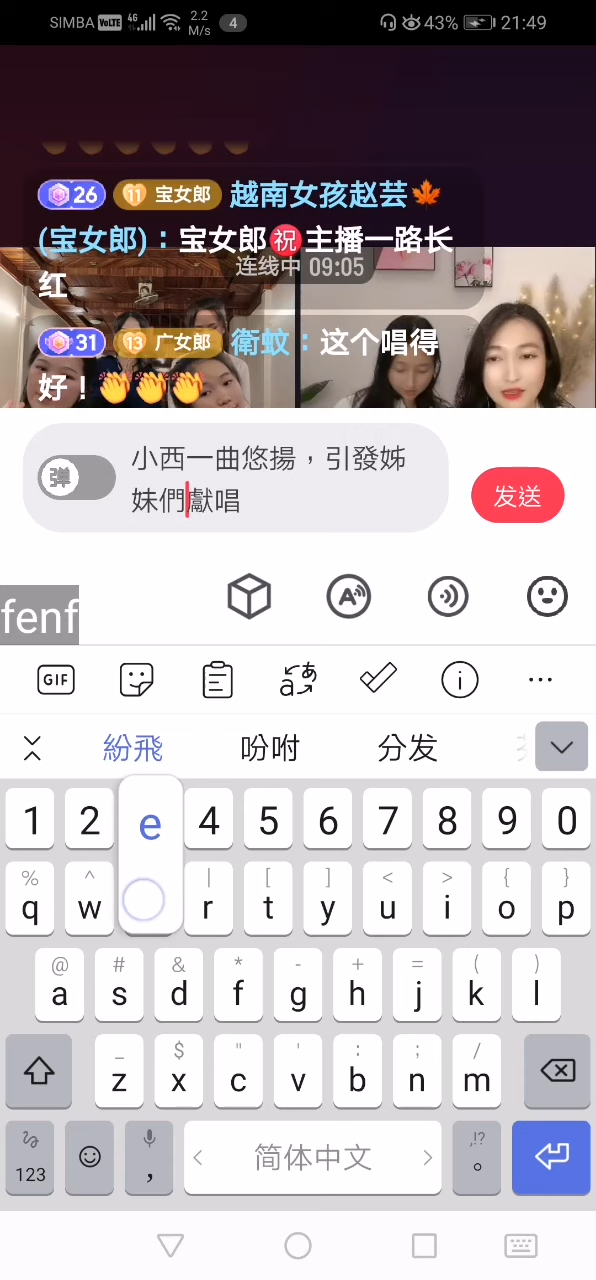 SIMBA VoLTE 4G 2.2 M/s 4 43% 21:49
26 11 宝女郎 越南女孩赵芸🍁
(宝女郎)：宝女郎㊗️主播一路长
红
连线中 09:05
31 13 广女郎 衛蚊：这个唱得
好！👏👏👏
弹 小西一曲悠揚，引發姊
妹們獻唱
发送
fenf
GIF
紛飛 吩咐 分发
1 2 e 4 5 6 7 8 9 0
% ^ | [ ] < > { }
q w r t y u i o p
@ # & * - + = ( )
a s d f g h j k l
_ $ " ' : ; /
z x c v b n m
123 , 简体中文 ,!? 。